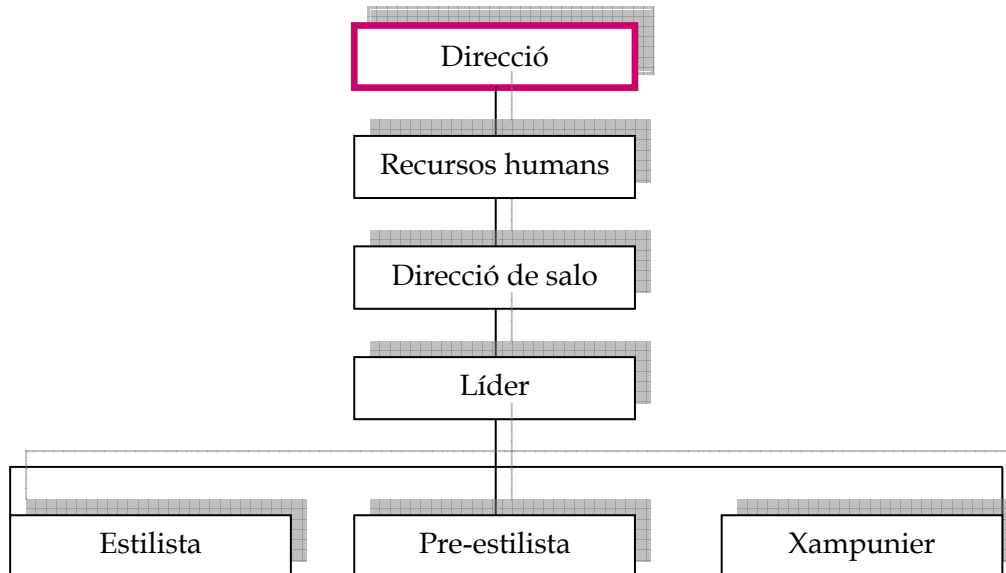 Direcció
Recursos humans
Direcció de salo
Líder
Estilista
Pre-estilista
Xampunier